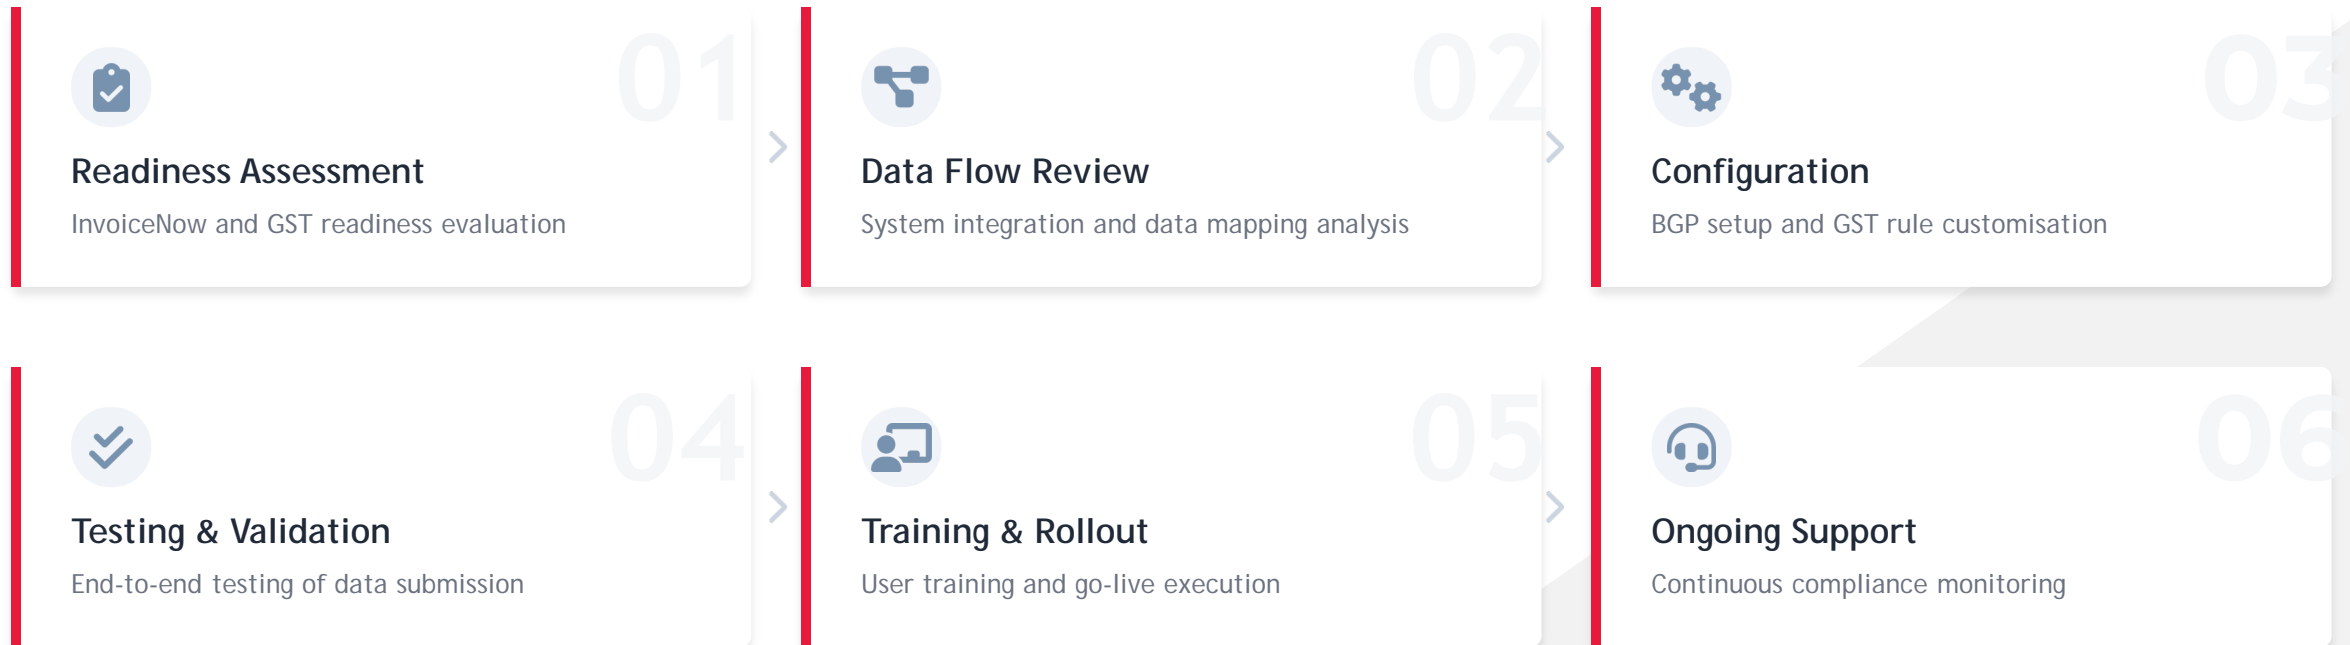 01
Readiness Assessment
InvoiceNow and GST readiness evaluation
02
Data Flow Review
System integration and data mapping analysis
03
Configuration
BGP setup and GST rule customisation
04
Testing & Validation
End-to-end testing of data submission
05
Training & Rollout
User training and go-live execution
06
Ongoing Support
Continuous compliance monitoring